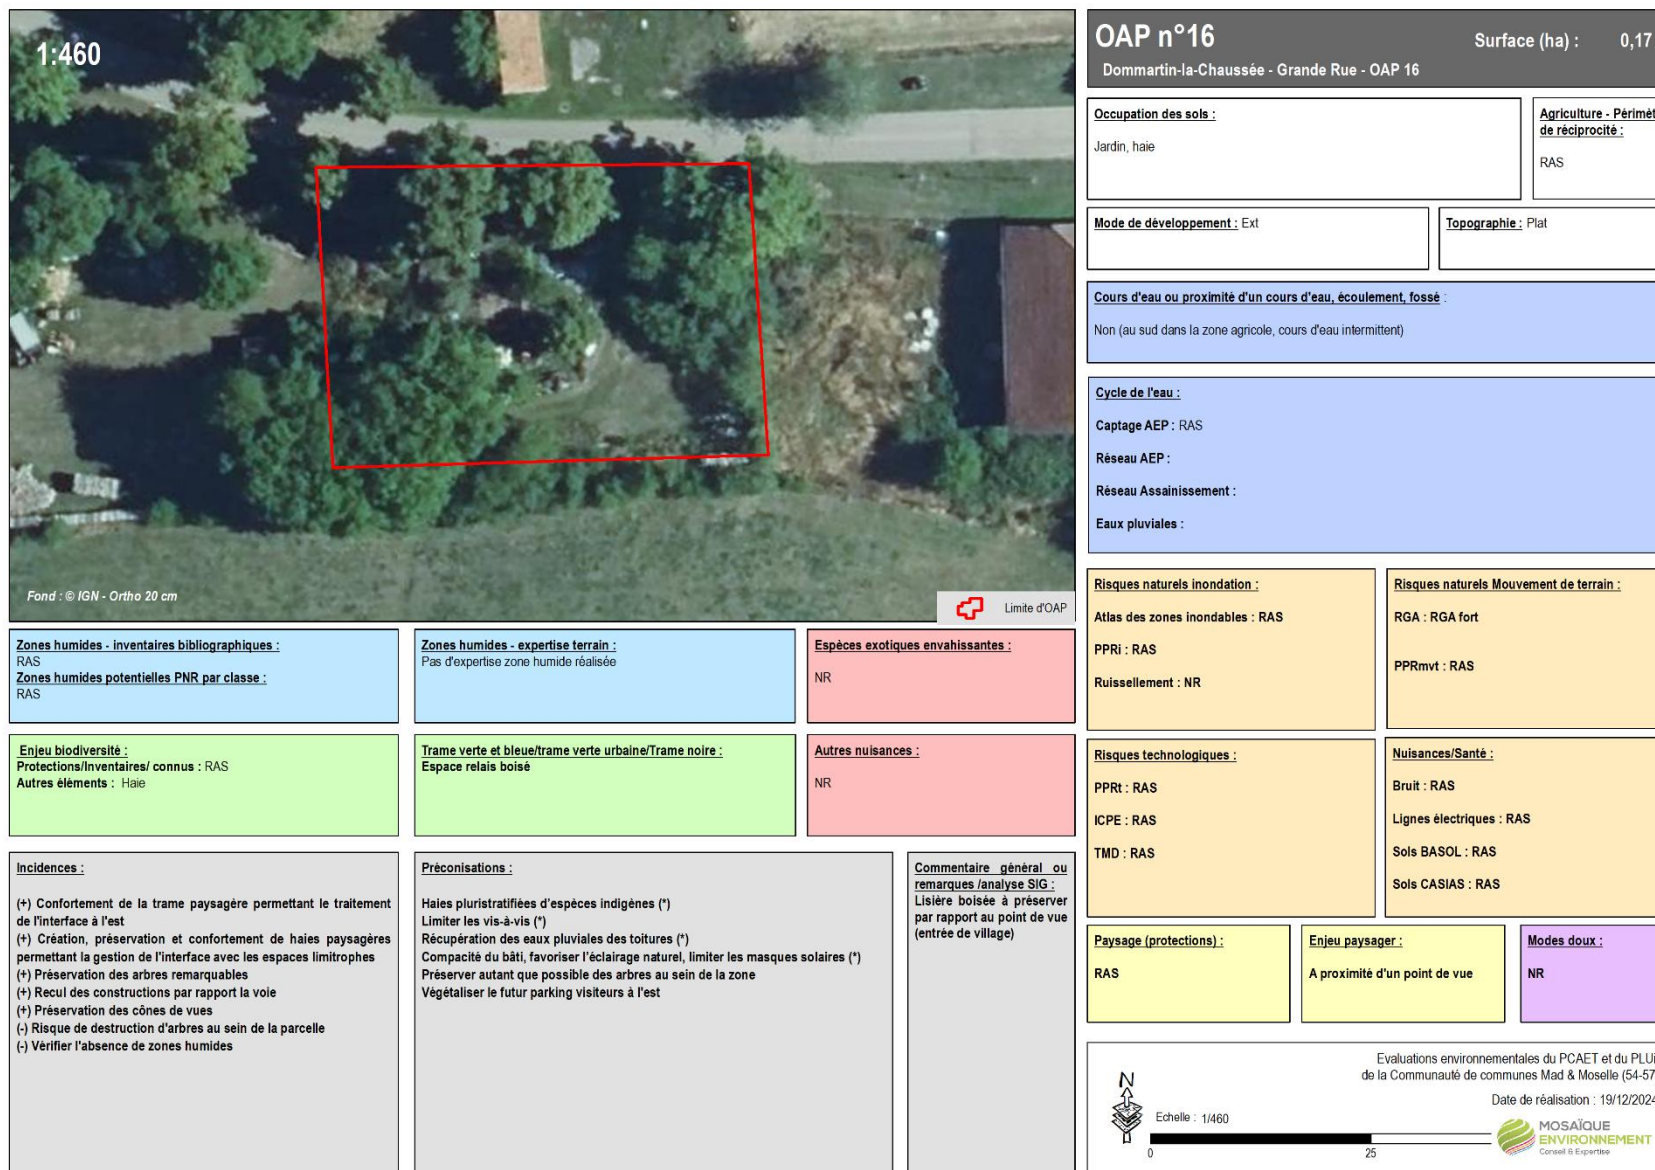 1:460
Fond : © IGN - Ortho 20 cm
Limite d'OAP
OAP n°16
Surface (ha) : 0,17
Dommartin-la-Chaussée - Grande Rue - OAP 16
Occupation des sols :
Jardin, haie
Agriculture - Périmèt
de réciprocité :
RAS
Mode de développement : Ext
Topographie : Plat
Cours d'eau ou proximité d'un cours d'eau, écoulement, fossé :
Non (au sud dans la zone agricole, cours d'eau intermittent)
Cycle de l'eau :
Captage AEP : RAS
Réseau AEP :
Réseau Assainissement :
Eaux pluviales :
Risques naturels inondation :
Atlas des zones inondables : RAS
PPRi : RAS
Ruissellement : NR
Risques naturels Mouvement de terrain :
RGA : RGA fort
PPRmvt : RAS
Zones humides - inventaires bibliographiques :
RAS
Zones humides potentielles PNR par classe :
RAS
Zones humides - expertise terrain :
Pas d'expertise zone humide réalisée
Espèces exotiques envahissantes :
NR
Enjeu biodiversité :
Protections/Inventaires/ connus : RAS
Autres éléments : Haie
Trame verte et bleue/trame verte urbaine/Trame noire :
Espace relais boisé
Autres nuisances :
NR
Risques technologiques :
PPRt : RAS
ICPE : RAS
TMD : RAS
Nuisances/Santé :
Bruit : RAS
Lignes électriques : RAS
Sols BASOL : RAS
Sols CASIAS : RAS
Incidences :
(+) Confortement de la trame paysagère permettant le traitement
de l'interface à l'est
(+) Création, préservation et confortement de haies paysagères
permettant la gestion de l'interface avec les espaces limitrophes
(+) Préservation des arbres remarquables
(+) Recul des constructions par rapport la voie
(+) Préservation des cônes de vues
(-) Risque de destruction d'arbres au sein de la parcelle
(-) Vérifier l'absence de zones humides
Préconisations :
Haies pluristratifiées d'espèces indigènes (*)
Limiter les vis-à-vis (*)
Récupération des eaux pluviales des toitures (*)
Compacité du bâti, favoriser l'éclairage naturel, limiter les masques solaires (*)
Préserver autant que possible des arbres au sein de la zone
Végétaliser le futur parking visiteurs à l'est
Commentaire général ou
remarques /analyse SIG :
Lisière boisée à préserver
par rapport au point de vue
(entrée de village)
Paysage (protections) :
RAS
Enjeu paysager :
A proximité d'un point de vue
Modes doux :
NR
Evaluations environnementales du PCAET et du PLUi
de la Communauté de communes Mad & Moselle (54-57
Date de réalisation : 19/12/2024
N
Echelle : 1/460
0 25
MOSAÏQUE
ENVIRONNEMENT
Conseil & Expertise